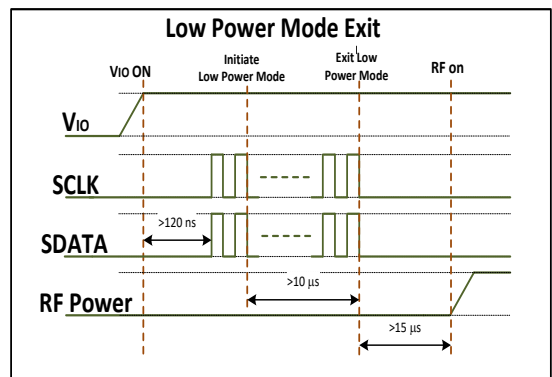 Low Power Mode Exit
VIO ON
Initiate
Low Power Mode
Exit Low
Power Mode
RF on
VIO
SCLK
>120 ns
SDATA
>10 μs
RF Power
>15 μs